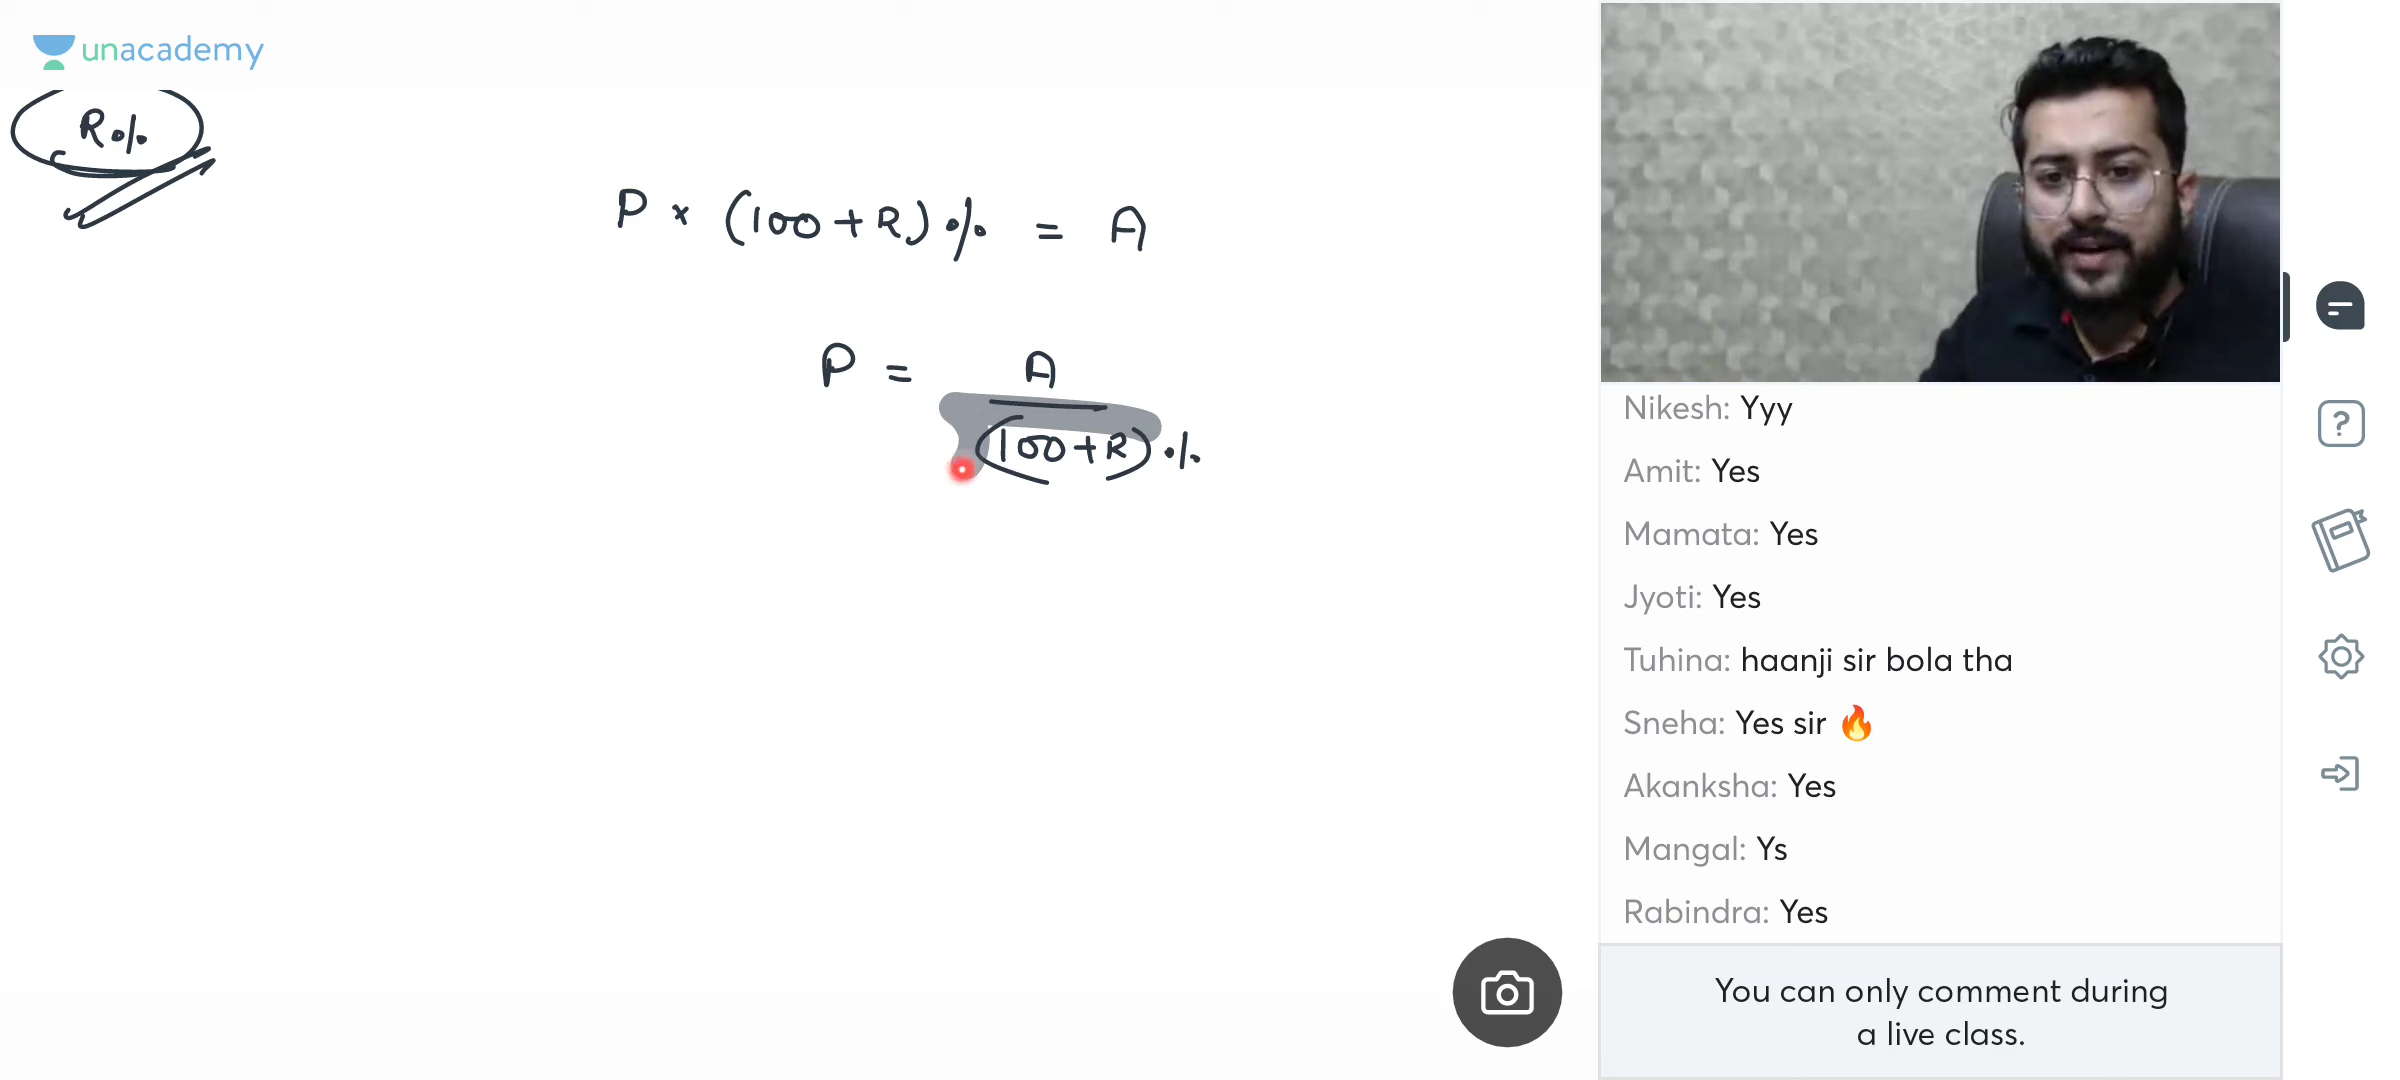 unacademy
R%
P × (100 + R) % = A
P = A
(100 + R) %
Nikesh: Yyy
Amit: Yes
Mamata: Yes
Jyoti: Yes
Tuhina: haanji sir bola tha
Sneha: Yes sir 🔥
Akanksha: Yes
Mangal: Ys
Rabindra: Yes
You can only comment during
a live class.
?